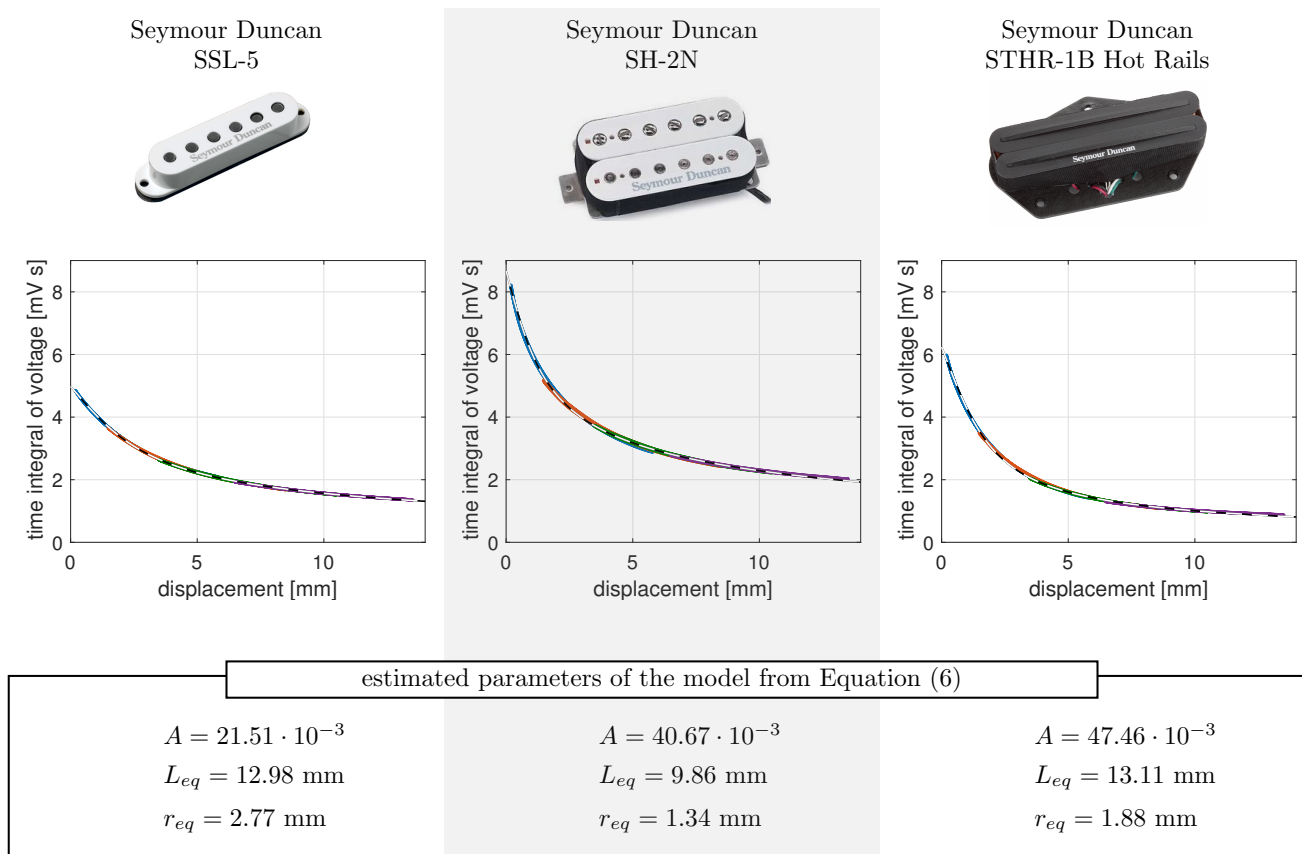 Seymour Duncan
SSL-5
Seymour Duncan
SH-2N
Seymour Duncan
STHR-1B Hot Rails
Seymour Duncan
Seymour Duncan
Seymour Duncan
time integral of voltage [mV s]
8
6
4
2
0
0 5 10
displacement [mm]
time integral of voltage [mV s]
8
6
4
2
0
0 5 10
displacement [mm]
time integral of voltage [mV s]
8
6
4
2
0
0 5 10
displacement [mm]
estimated parameters of the model from Equation (6)
A = 21.51 · 10⁻³
L_eq = 12.98 mm
r_eq = 2.77 mm
A = 40.67 · 10⁻³
L_eq = 9.86 mm
r_eq = 1.34 mm
A = 47.46 · 10⁻³
L_eq = 13.11 mm
r_eq = 1.88 mm